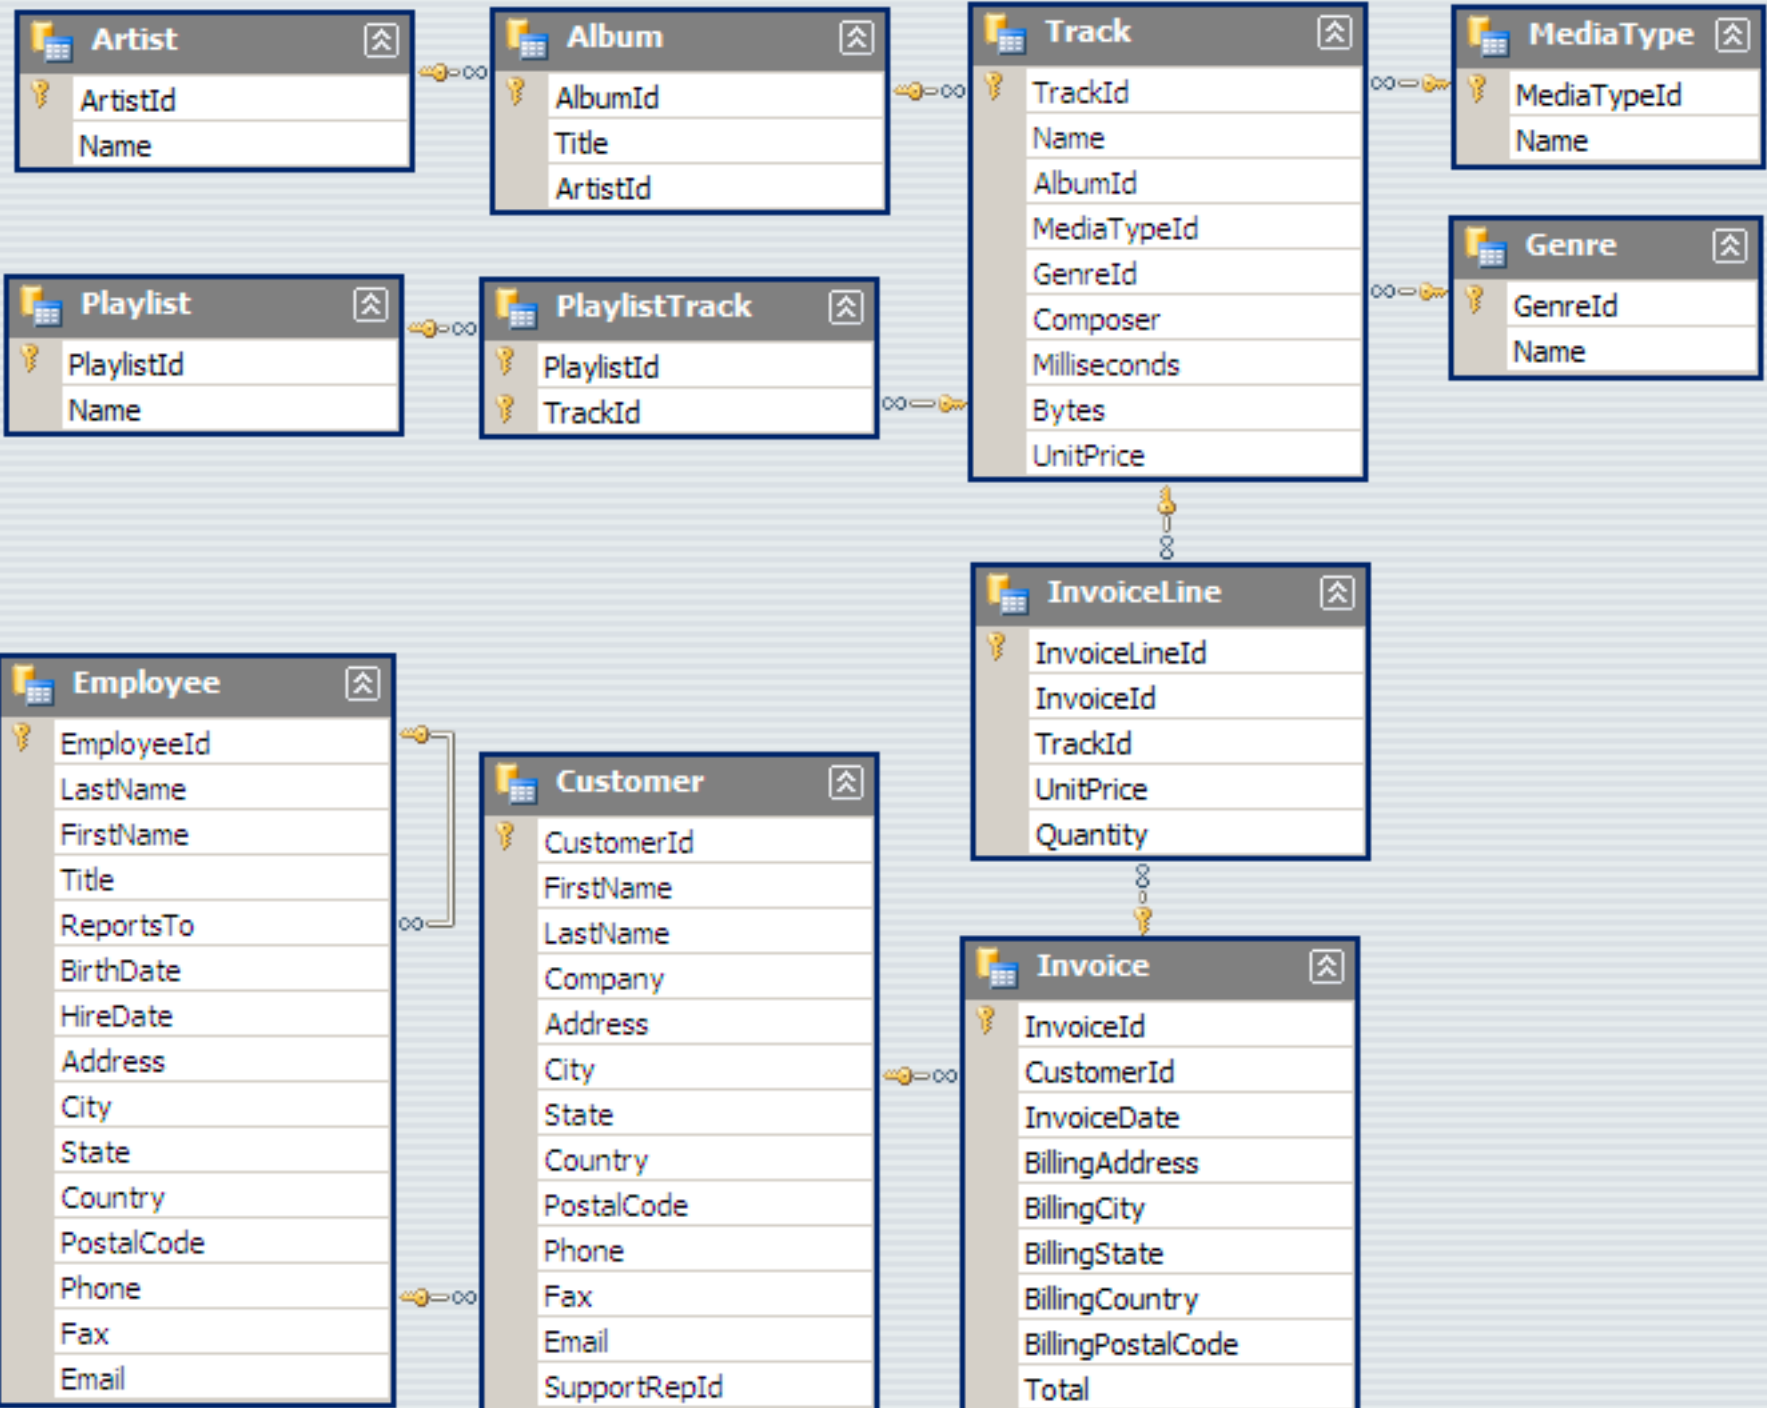 Artist
ArtistId
Name
Album
AlbumId
Title
ArtistId
Track
TrackId
Name
AlbumId
MediaTypeId
GenreId
Composer
Milliseconds
Bytes
UnitPrice
MediaType
MediaTypeId
Name
Genre
GenreId
Name
Playlist
PlaylistId
Name
PlaylistTrack
PlaylistId
TrackId
InvoiceLine
InvoiceLineId
InvoiceId
TrackId
UnitPrice
Quantity
Employee
EmployeeId
LastName
FirstName
Title
ReportsTo
BirthDate
HireDate
Address
City
State
Country
PostalCode
Phone
Fax
Email
Customer
CustomerId
FirstName
LastName
Company
Address
City
State
Country
PostalCode
Phone
Fax
Email
SupportRepId
Invoice
InvoiceId
CustomerId
InvoiceDate
BillingAddress
BillingCity
BillingState
BillingCountry
BillingPostalCode
Total